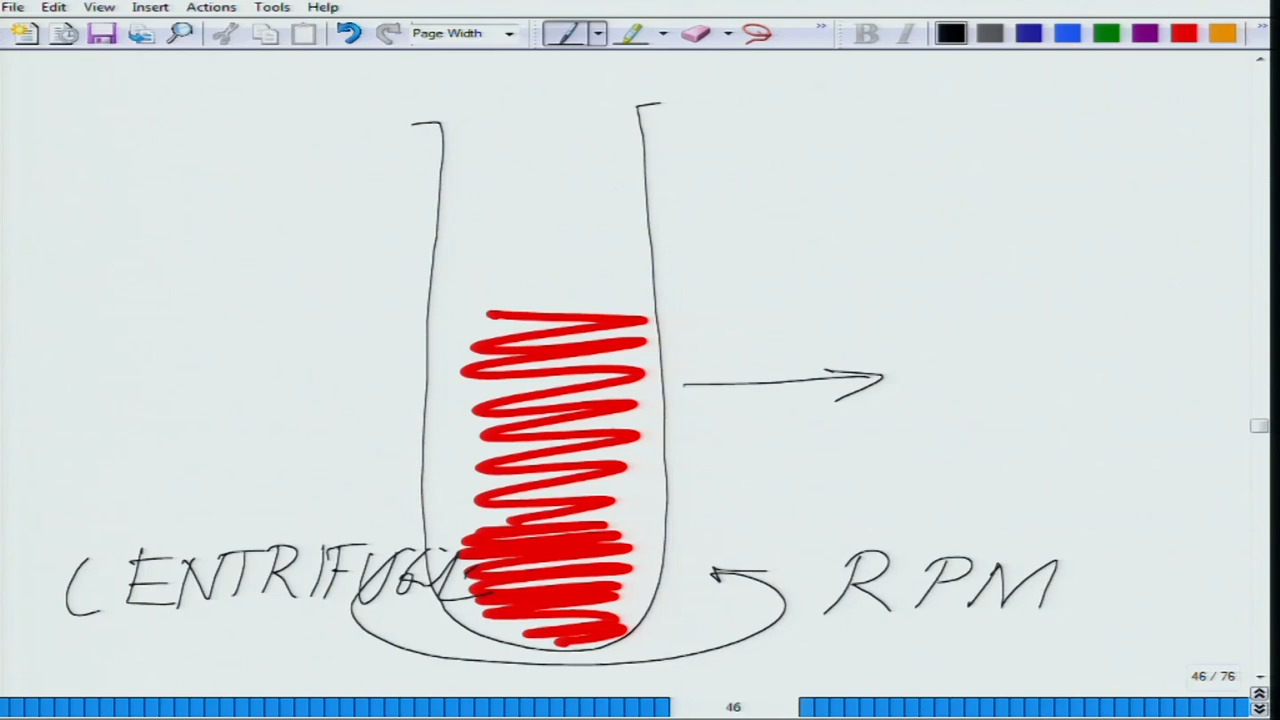 File Edit View Insert Actions Tools Help
Page Width B I
CENTRIFUGE RPM
46 / 76
46